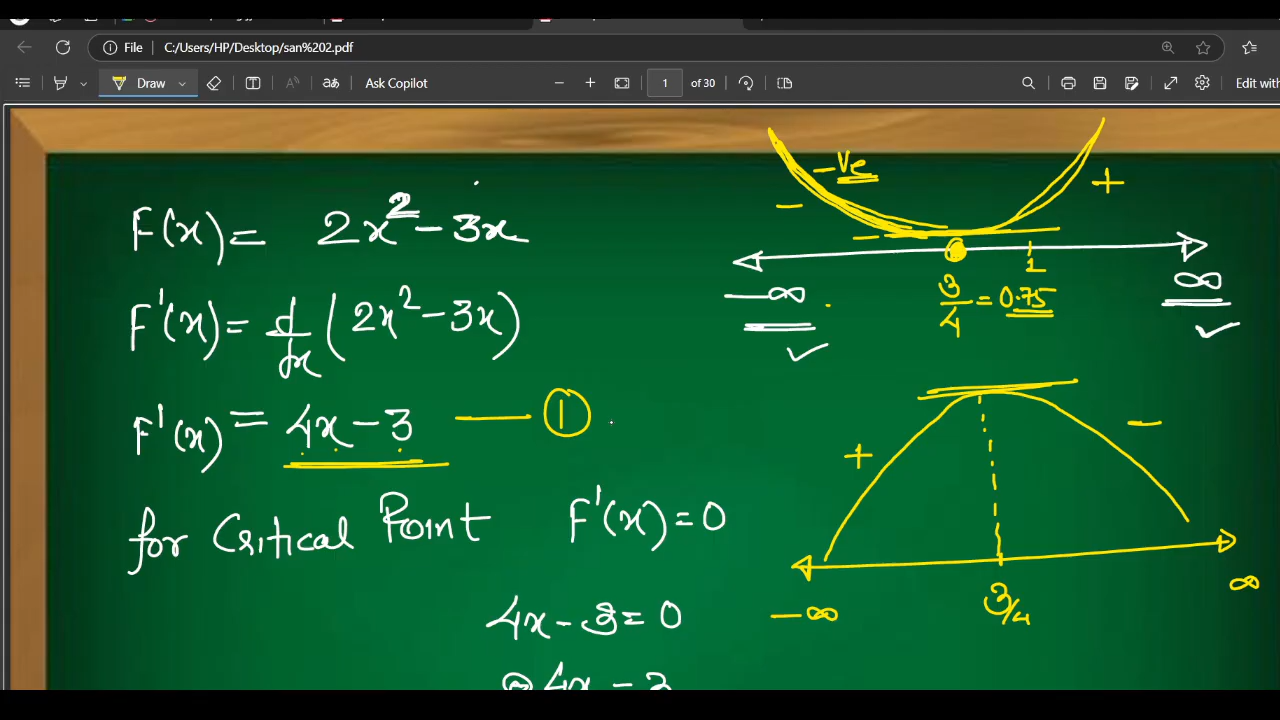 File C:/Users/HP/Desktop/san%202.pdf
Draw Ask Copilot 1 of 30 Edit with
F(x) = 2x² - 3x
F'(x) = d/dx (2x² - 3x)
F'(x) = 4x - 3 —— ①
for Critical Point F'(x) = 0
4x - 3 = 0
-ve
- +
- 1
-∞ 3/4 = 0.75 ∞
+ -
-∞ 3/4 ∞